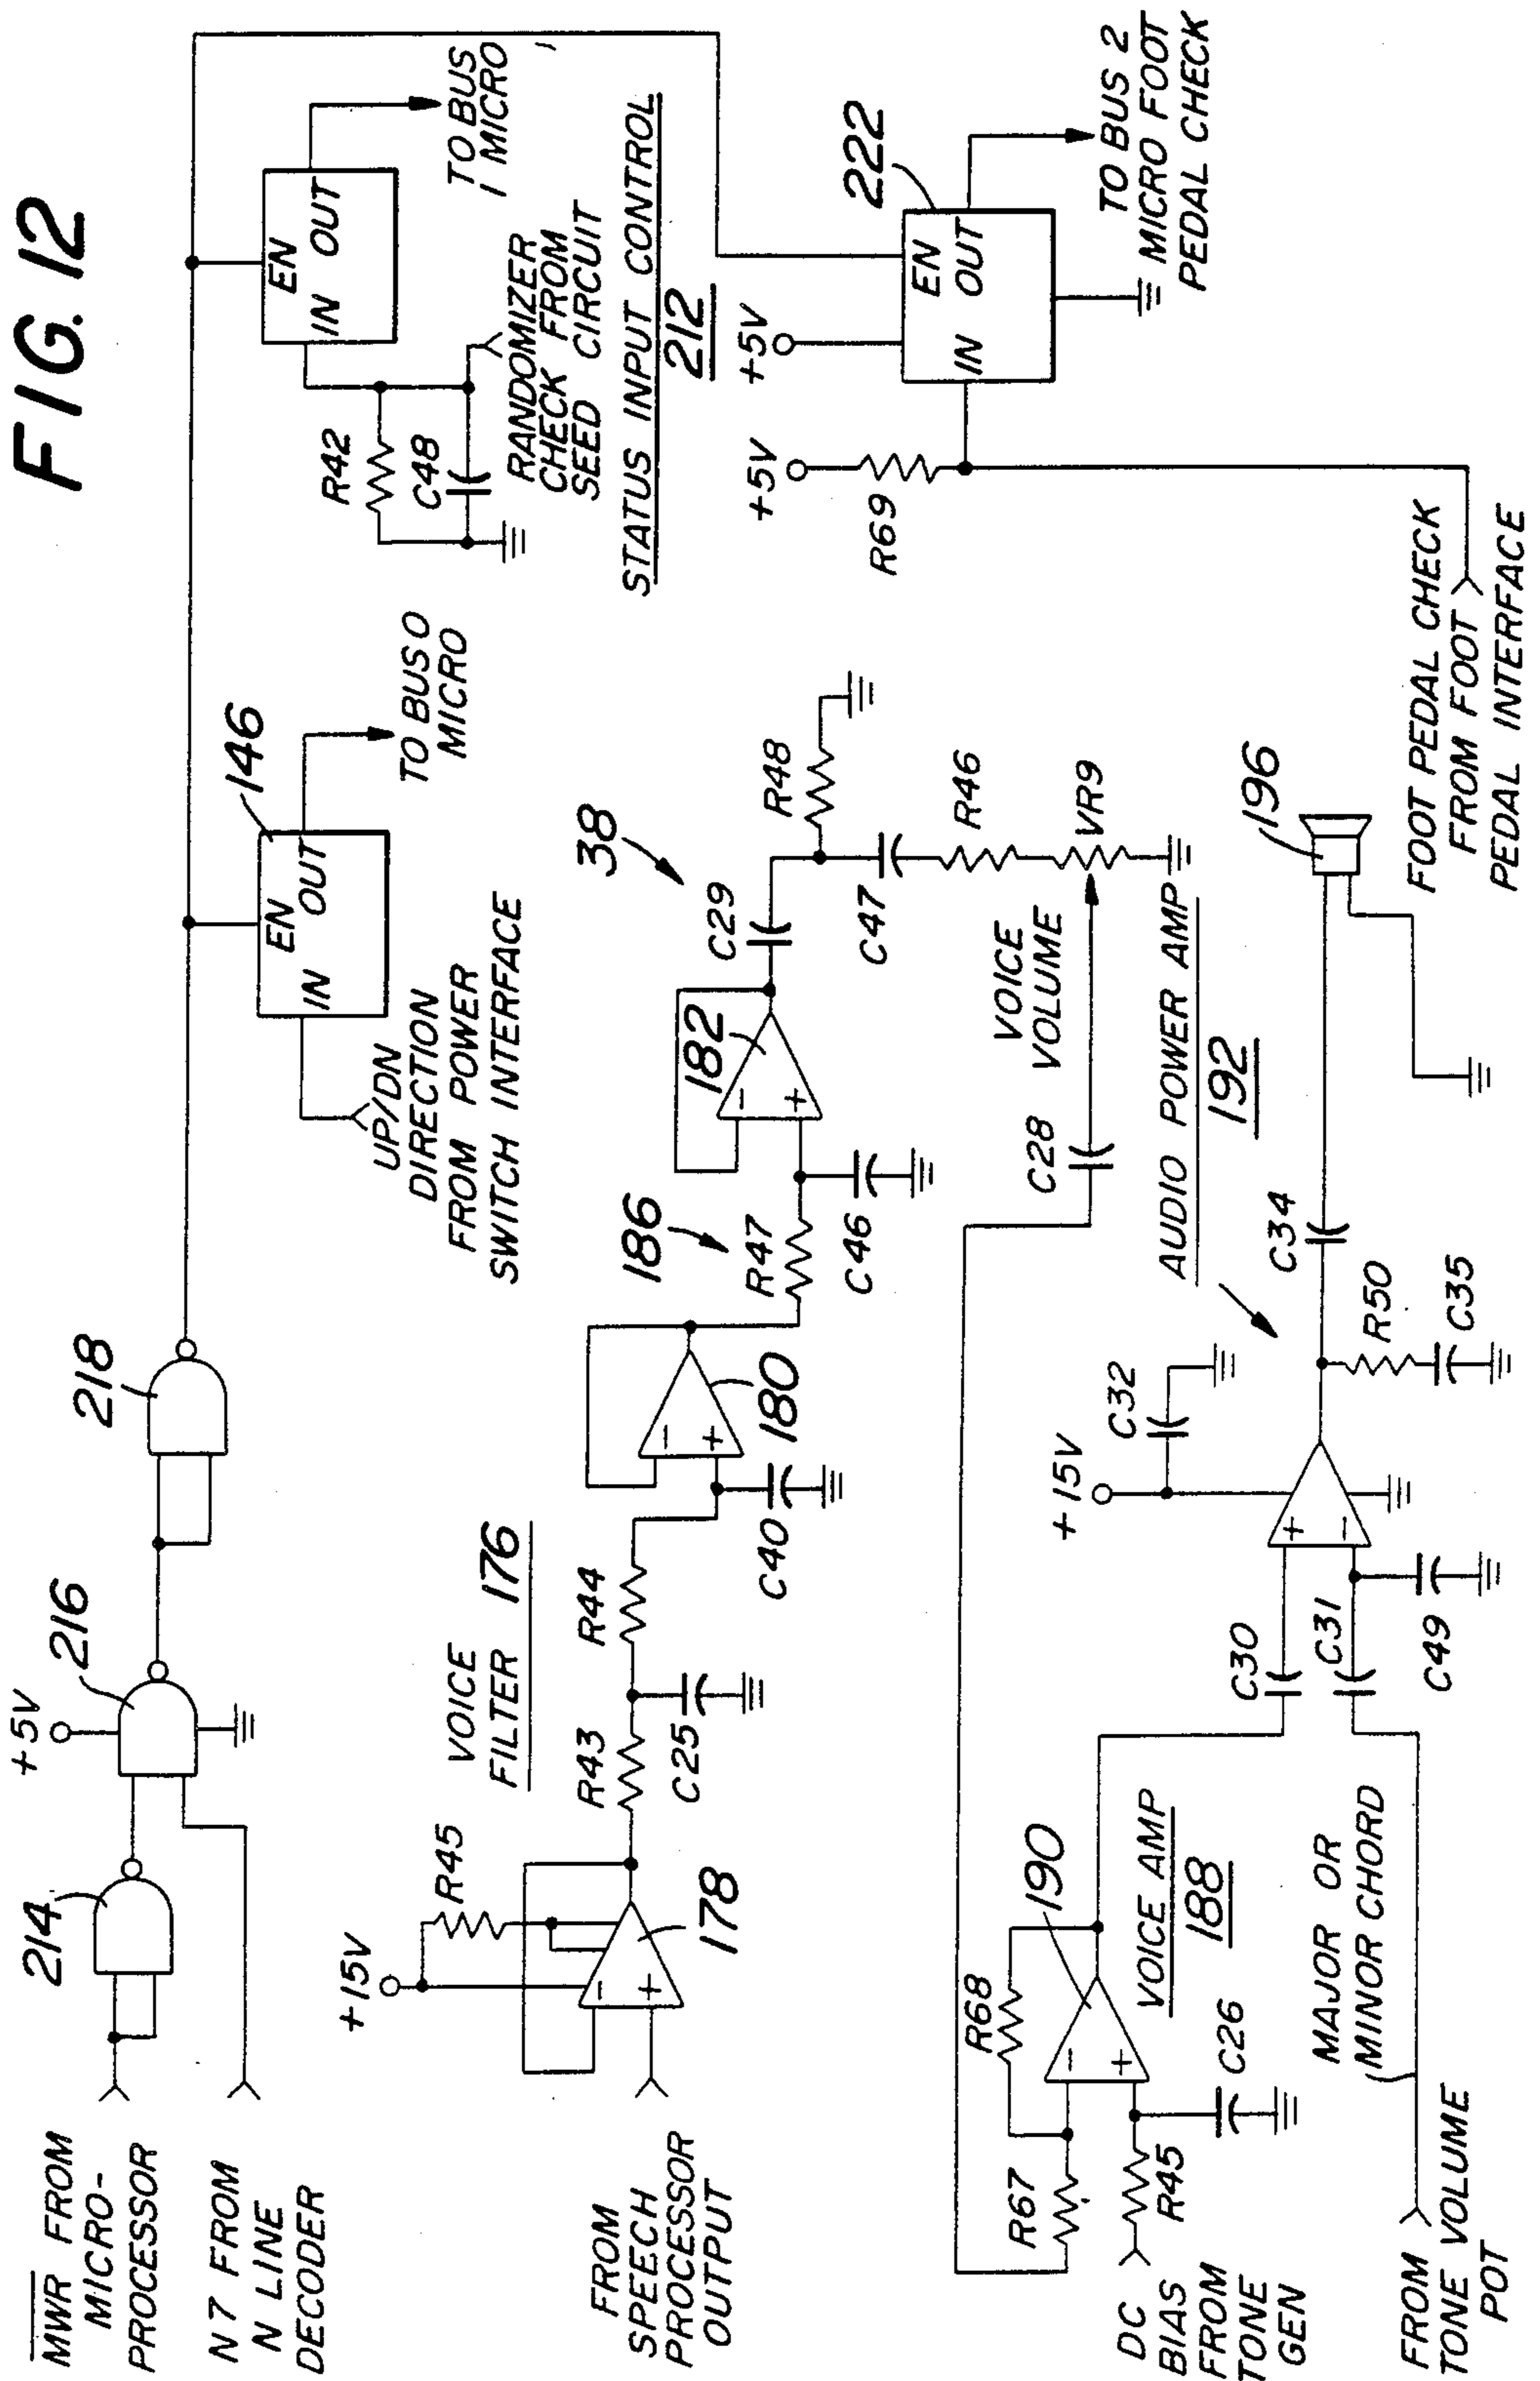 FIG. 12
MWR FROM
MICRO-
PROCESSOR
N7 FROM
N LINE
DECODER
214
+5V
216
218
UP/DN
DIRECTION
FROM POWER
SWITCH INTERFACE
IN
EN
OUT
146
TO BUS 0
MICRO
R42
C48
IN
EN
OUT
TO BUS
1 MICRO
RANDOMIZER
CHECK FROM
SEED CIRCUIT
STATUS INPUT CONTROL
212
FROM
SPEECH
PROCESSOR
OUTPUT
+15V
R45
–
+
178
VOICE
FILTER 176
R43
C25
R44
C40
–
+
180
186
R47
C46
–
+
182
C29
38
R48
C47
R46
VR9
VOICE
VOLUME
C28
+5V
R69
+5V
IN
EN
OUT
222
TO BUS 2
MICRO FOOT
PEDAL CHECK
FOOT PEDAL CHECK
FROM FOOT
PEDAL INTERFACE
DC
BIAS
FROM
TONE
GEN
R67
R45
R68
–
+
190
C26
VOICE AMP
188
FROM
TONE VOLUME
POT
MAJOR OR
MINOR CHORD
C30
C31
C49
+15V
C32
+
–
AUDIO POWER AMP
192
R50
C35
C34
196